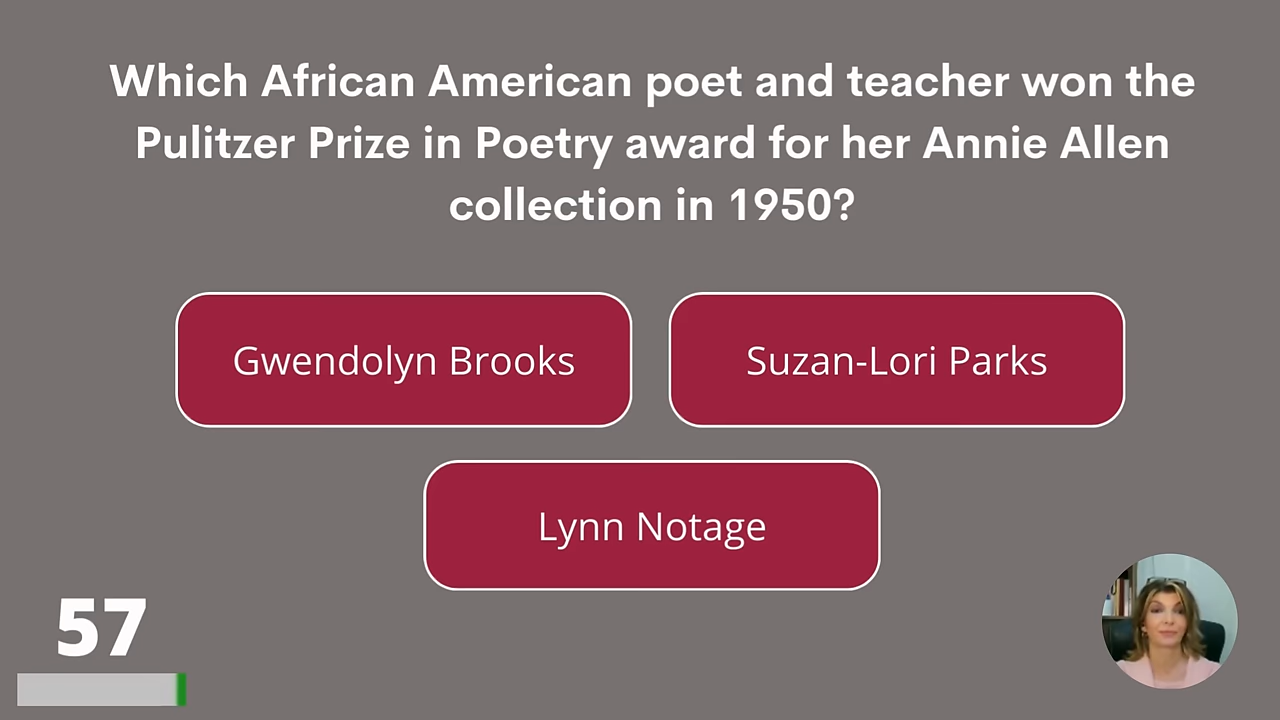 Which African American poet and teacher won the
Pulitzer Prize in Poetry award for her Annie Allen
collection in 1950?
Gwendolyn Brooks
Suzan-Lori Parks
Lynn Notage
57